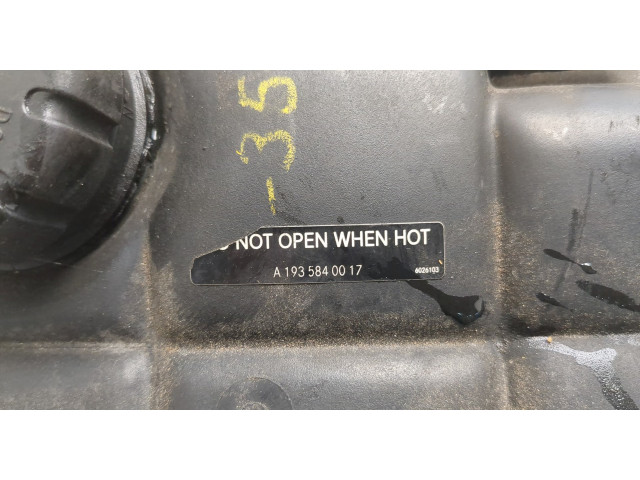 -35
NOT OPEN WHEN HOT
A 193 584 00 17
6026103